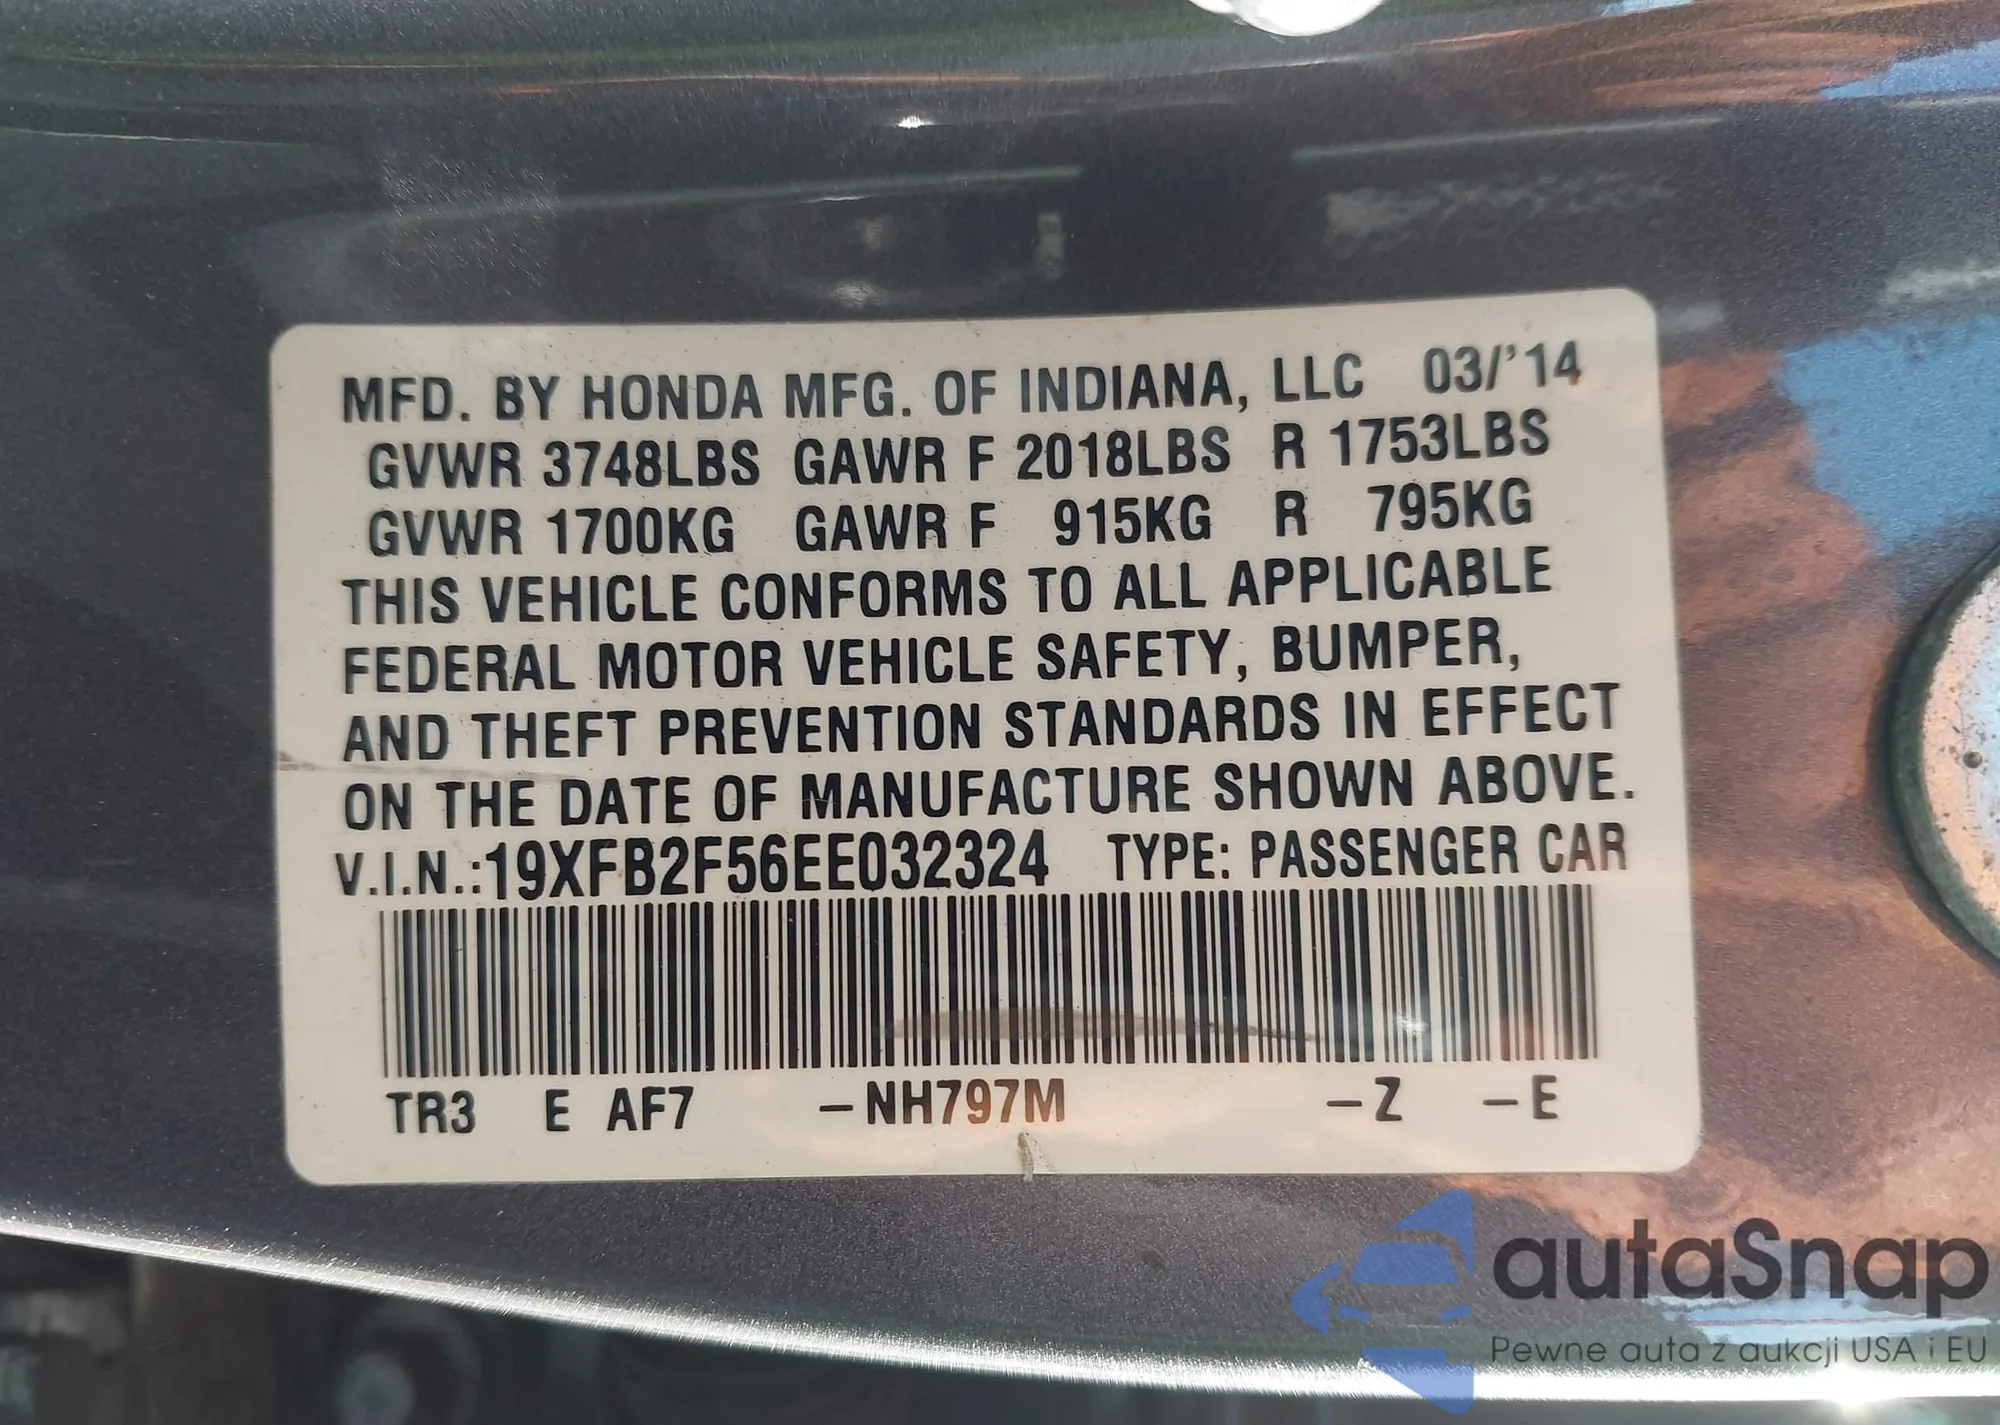 MFD. BY HONDA MFG. OF INDIANA, LLC 03/'14
GVWR 3748LBS GAWR F 2018LBS R 1753LBS
GVWR 1700KG GAWR F 915KG R 795KG
THIS VEHICLE CONFORMS TO ALL APPLICABLE
FEDERAL MOTOR VEHICLE SAFETY, BUMPER,
AND THEFT PREVENTION STANDARDS IN EFFECT
ON THE DATE OF MANUFACTURE SHOWN ABOVE.
V.I.N.:19XFB2F56EE032324 TYPE: PASSENGER CAR
TR3 E AF7 –NH797M –Z –E
autaSnap
Pewne auta z aukcji USA i EU